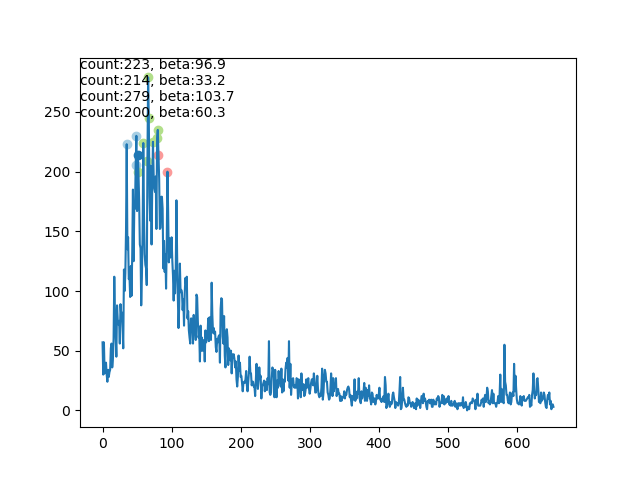 count:223, beta:96.9
count:214, beta:33.2
count:279, beta:103.7
count:200, beta:60.3
250
200
150
100
50
0
0 100 200 300 400 500 600